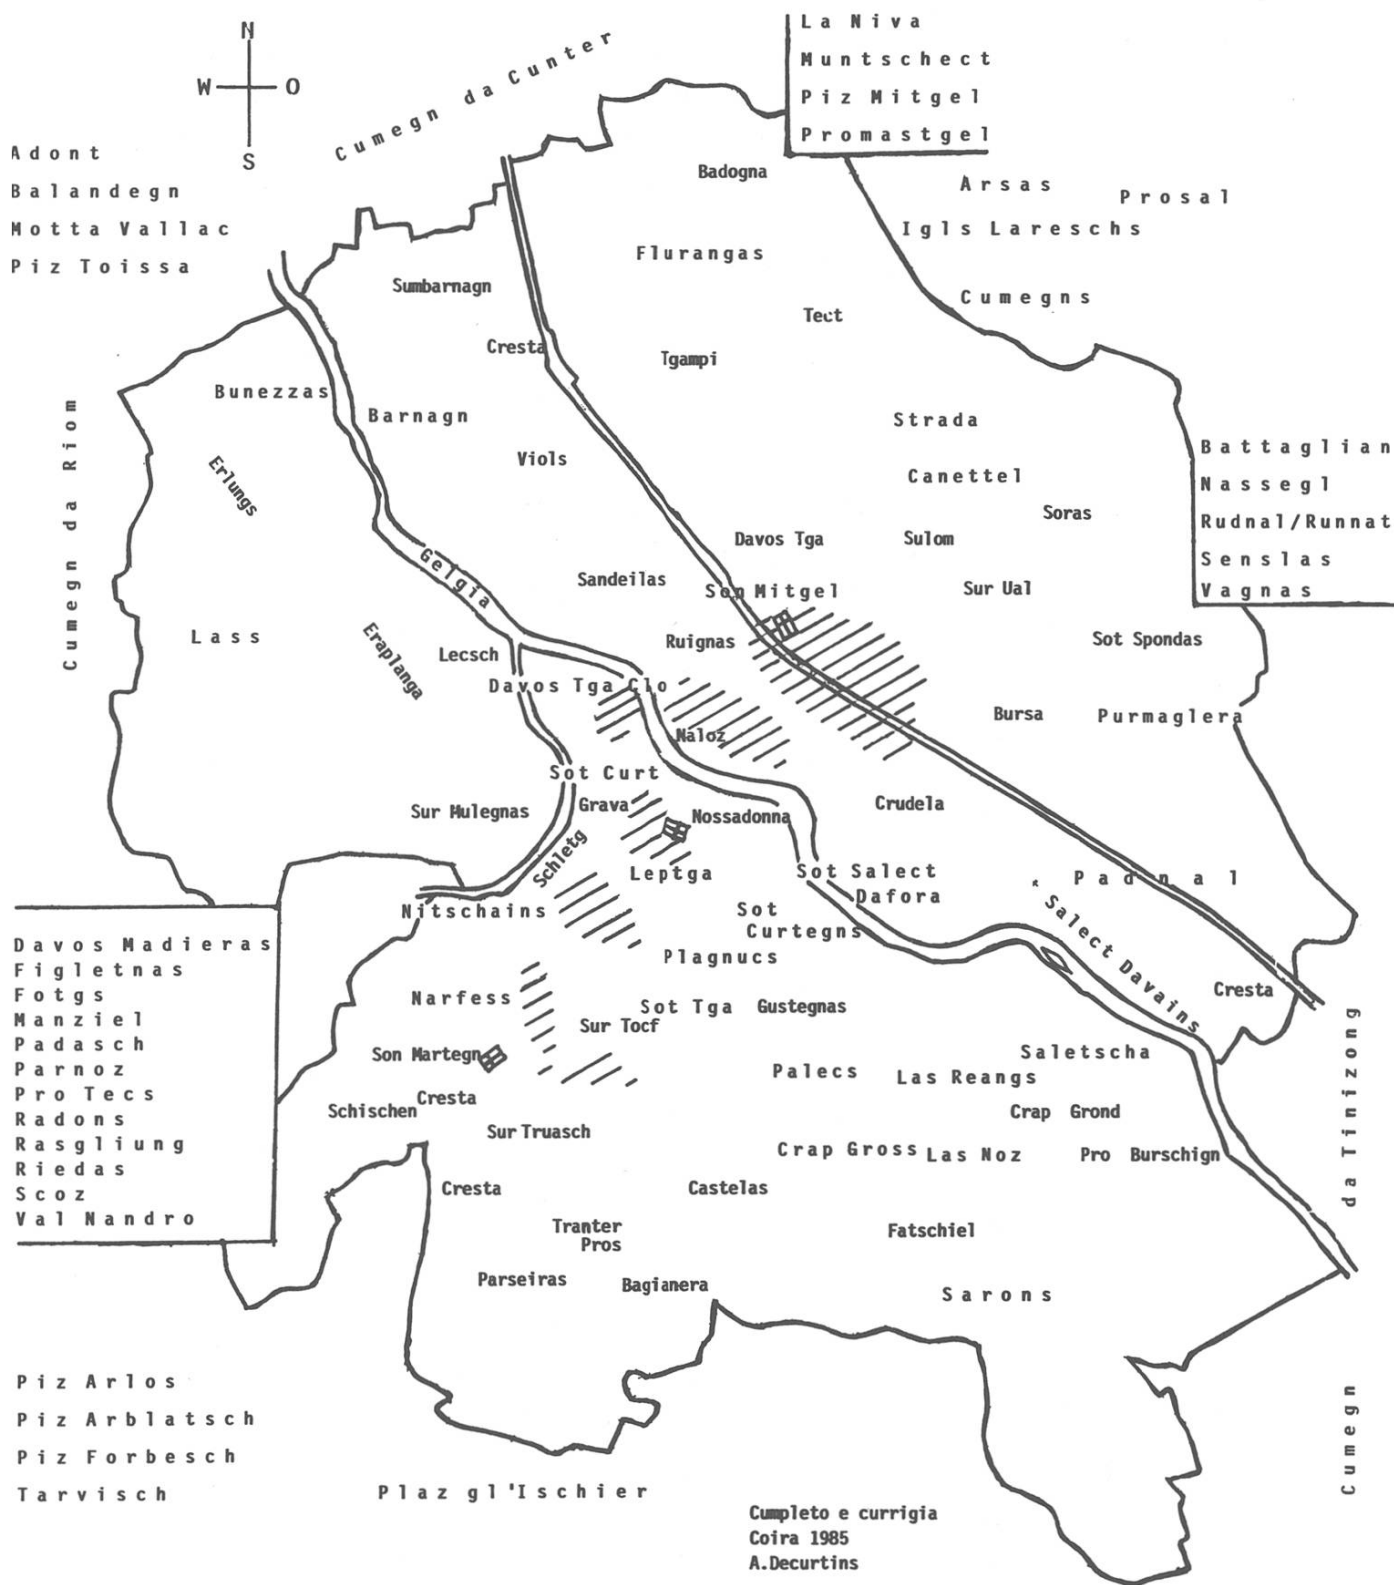 N
W O
S
Cumegn da Cunter
La Niva
Muntschect
Piz Mitgel
Promastgel
Adont
Balandegn
Motta Vallac
Piz Toissa
Badogna
Arsas
Prosal
Igls Lareschs
Flurangas
Sumbarnagn
Cumegns
Tect
Cresta
Tgampi
Bunezzas
Barnagn
Strada
Cumegn da Riom
Viols
Erlungs
Canettel
Soras
Battaglian
Nassegl
Rudnal/Runnat
Senslas
Vagnas
Davos Tga
Sulom
Gelgia
Sandeilas
Son Mitgel
Sur Ual
Lass
Eraplanga
Lecsch
Ruignas
Sot Spondas
Davos Tga Clo
Bursa
Purmaglera
Naloz
Sot Curt
Grava
Sur Mulegnas
Nossadonna
Crudela
Schletg
Leptga
Sot Salect
Dafora
Padnal
Salect Davains
Nitschains
Sot
Curtegns
Plagnucs
Davos Madieras
Figletnas
Fotgs
Manziel
Padasch
Parnoz
Pro Tecs
Radons
Rasgliung
Riedas
Scoz
Val Nandro
Narfess
Sot Tga
Gustegnas
Cresta
Sur Tocf
Son Martegn
Saletscha
Palecs
Las Reangs
Cresta
Schischen
Crap Grond
Sur Truasch
Crap Gross
Las Noz
Pro Burschign
Cumegn da Tinizong
Cresta
Castelas
Tranter
Pros
Fatschiel
Parseiras
Bagianera
Sarons
Piz Arlos
Piz Arblatsch
Piz Forbesch
Tarvisch
Plaz gl'Ischier
Cumpleto e currigia
Coira 1985
A.Decurtins